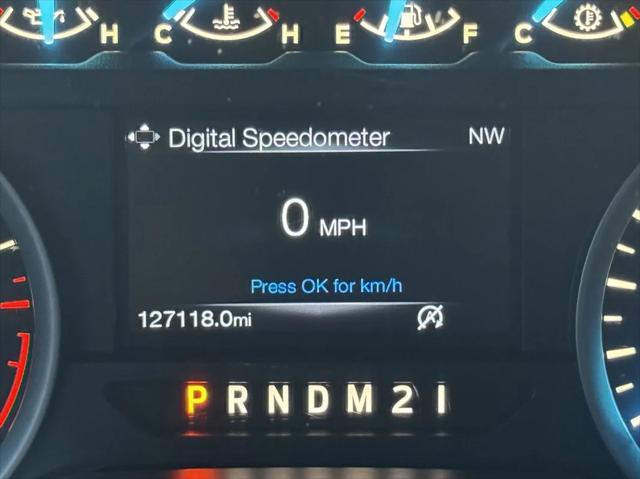 H C H E F C
Digital Speedometer NW
0 MPH
Press OK for km/h
127118.0mi
P R N D M 2 1